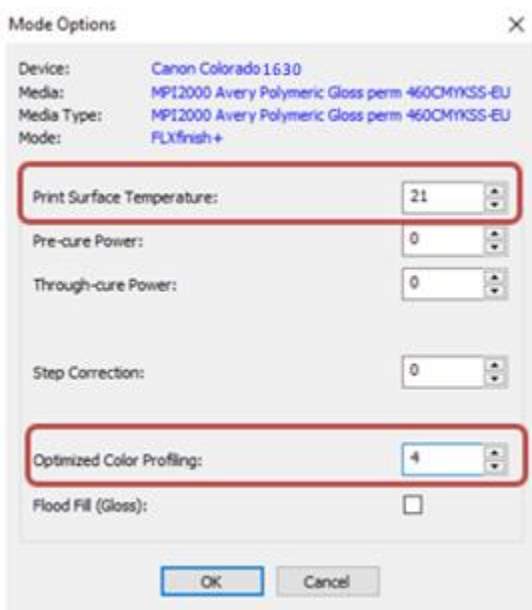 Mode Options
Device: Canon Colorado 1630
Media: MPI2000 Avery Polymeric Gloss perm 460CMYKSS-EU
Media Type: MPI2000 Avery Polymeric Gloss perm 460CMYKSS-EU
Mode: FLXfinish+
Print Surface Temperature: 21
Pre-cure Power: 0
Through-cure Power: 0
Step Correction: 0
Optimized Color Profiling: 4
Flood Fill (Gloss):
OK Cancel